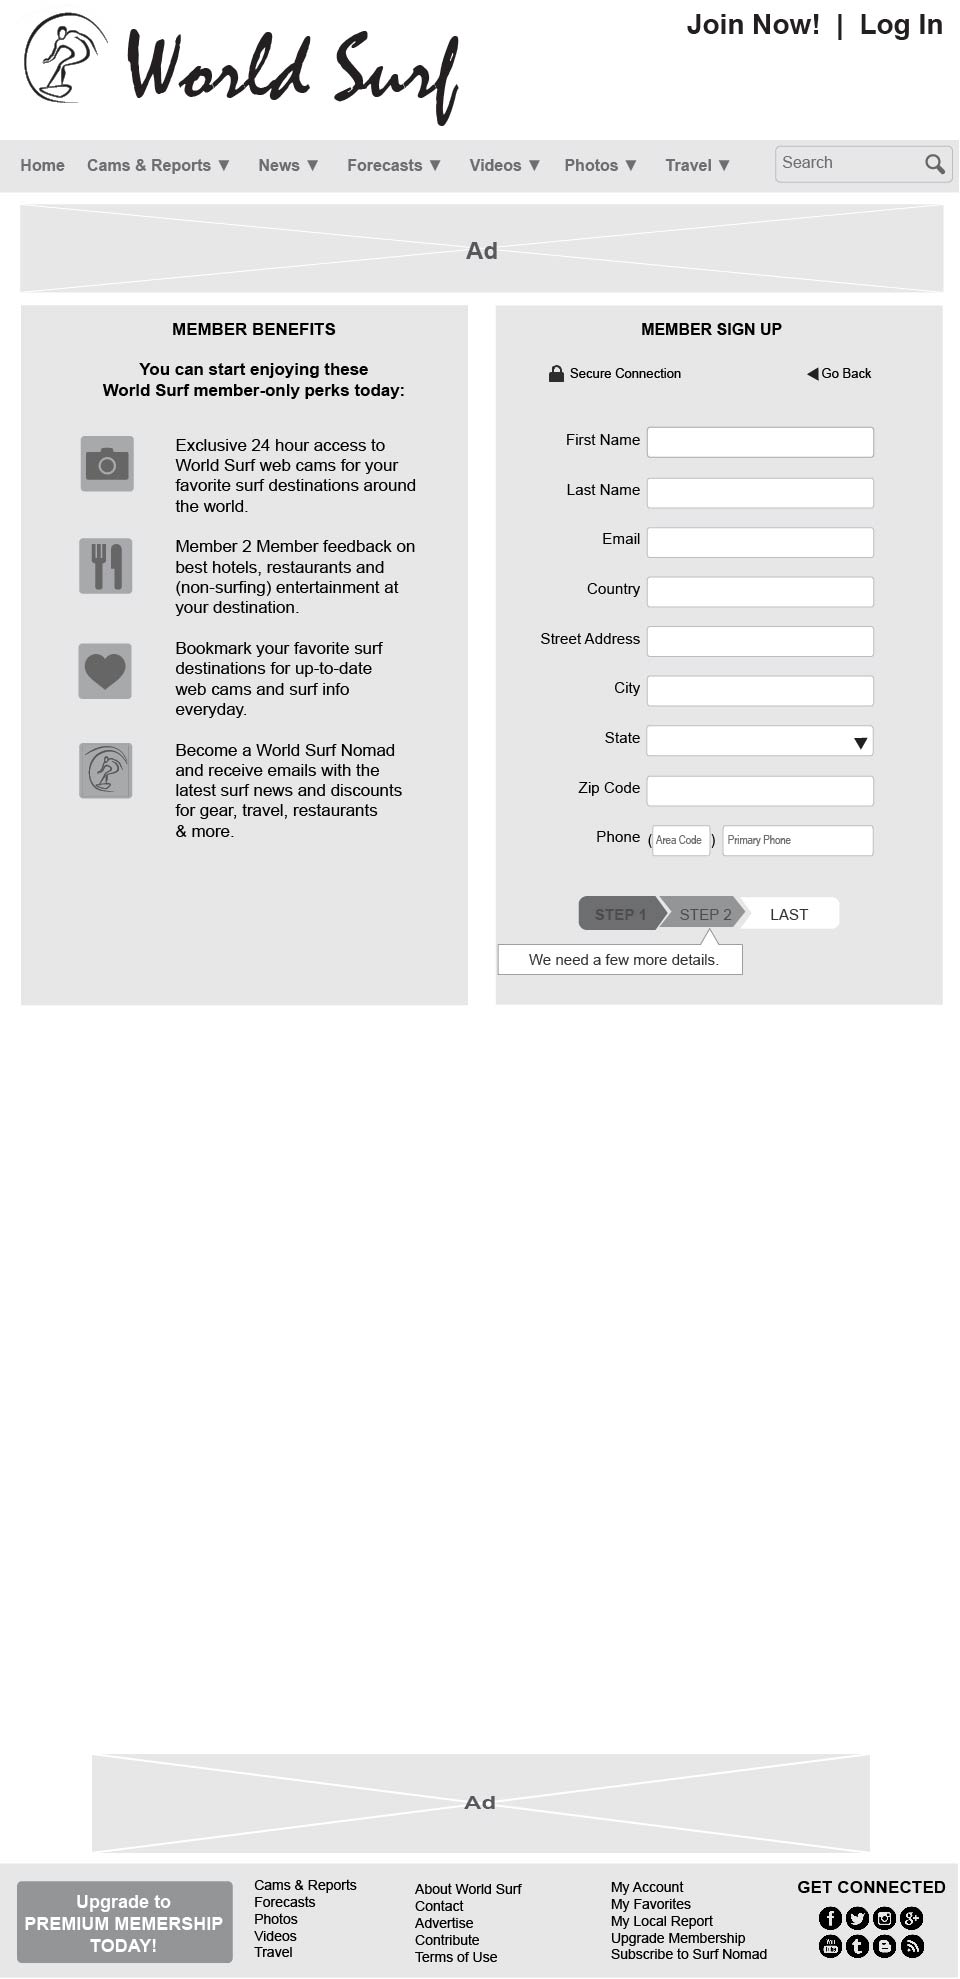 Join Now! | Log In
World Surf
Home Cams & Reports ▼ News ▼ Forecasts ▼ Videos ▼ Photos ▼ Travel ▼ Search
Ad
MEMBER BENEFITS
You can start enjoying these
World Surf member-only perks today:
Exclusive 24 hour access to
World Surf web cams for your
favorite surf destinations around
the world.
Member 2 Member feedback on
best hotels, restaurants and
(non-surfing) entertainment at
your destination.
Bookmark your favorite surf
destinations for up-to-date
web cams and surf info
everyday.
Become a World Surf Nomad
and receive emails with the
latest surf news and discounts
for gear, travel, restaurants
& more.
MEMBER SIGN UP
Secure Connection ◀ Go Back
First Name
Last Name
Email
Country
Street Address
City
State ▼
Zip Code
Phone (Area Code) Primary Phone
STEP 1 STEP 2 LAST
We need a few more details.
Ad
Upgrade to
PREMIUM MEMERSHIP
TODAY!
Cams & Reports
Forecasts
Photos
Videos
Travel
About World Surf
Contact
Advertise
Contribute
Terms of Use
My Account
My Favorites
My Local Report
Upgrade Membership
Subscribe to Surf Nomad
GET CONNECTED
f g+
You Tube t B